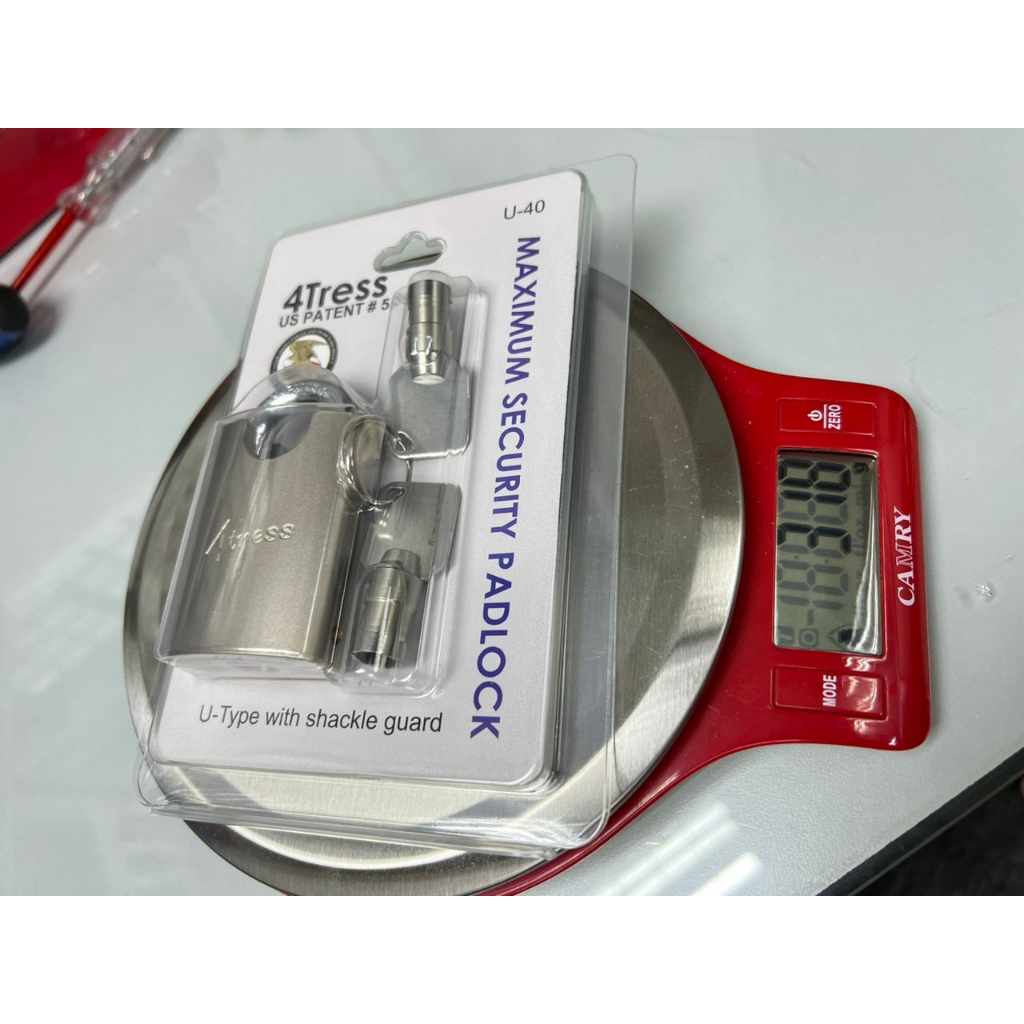 U-40
4Tress
US PATENT # 5
MAXIMUM SECURITY PADLOCK
4tress
U-Type with shackle guard
ZERO
CAMRY
MODE